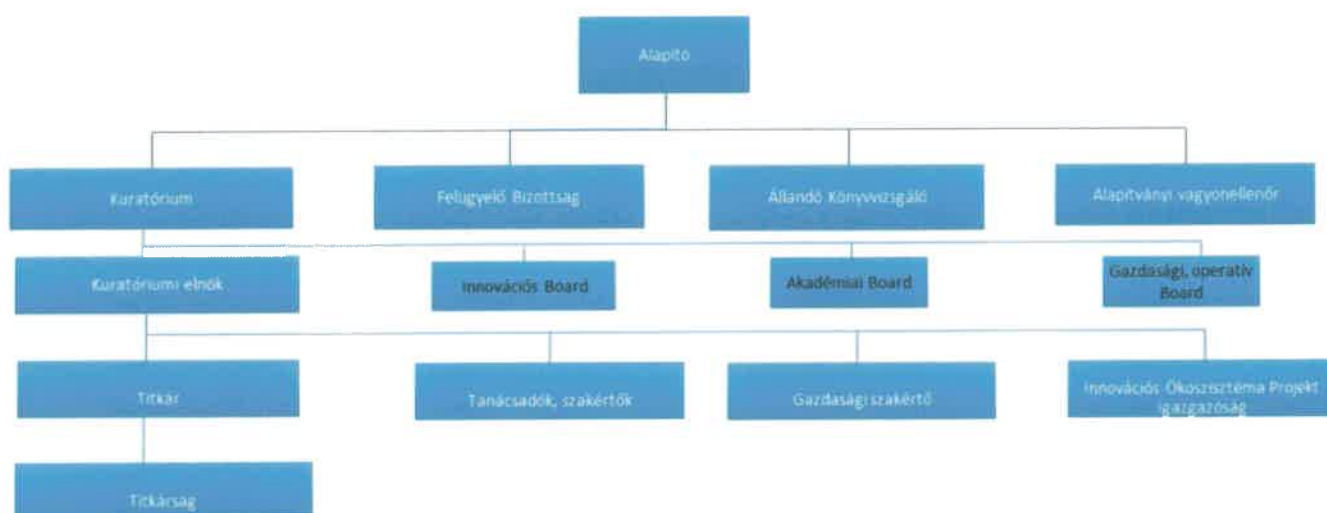 Alapító
Kuratórium
Felügyelő Bizottság
Állandó Könyvvizsgáló
Alapítványi vagyonellenőr
Kuratóriumi elnök
Innovációs Board
Akadémiai Board
Gazdasági, operatív
Board
Titkár
Tanácsadók, szakértők
Gazdasági szakértő
Innovációs Ökoszisztéma Projekt
igazgazóság
Titkárság